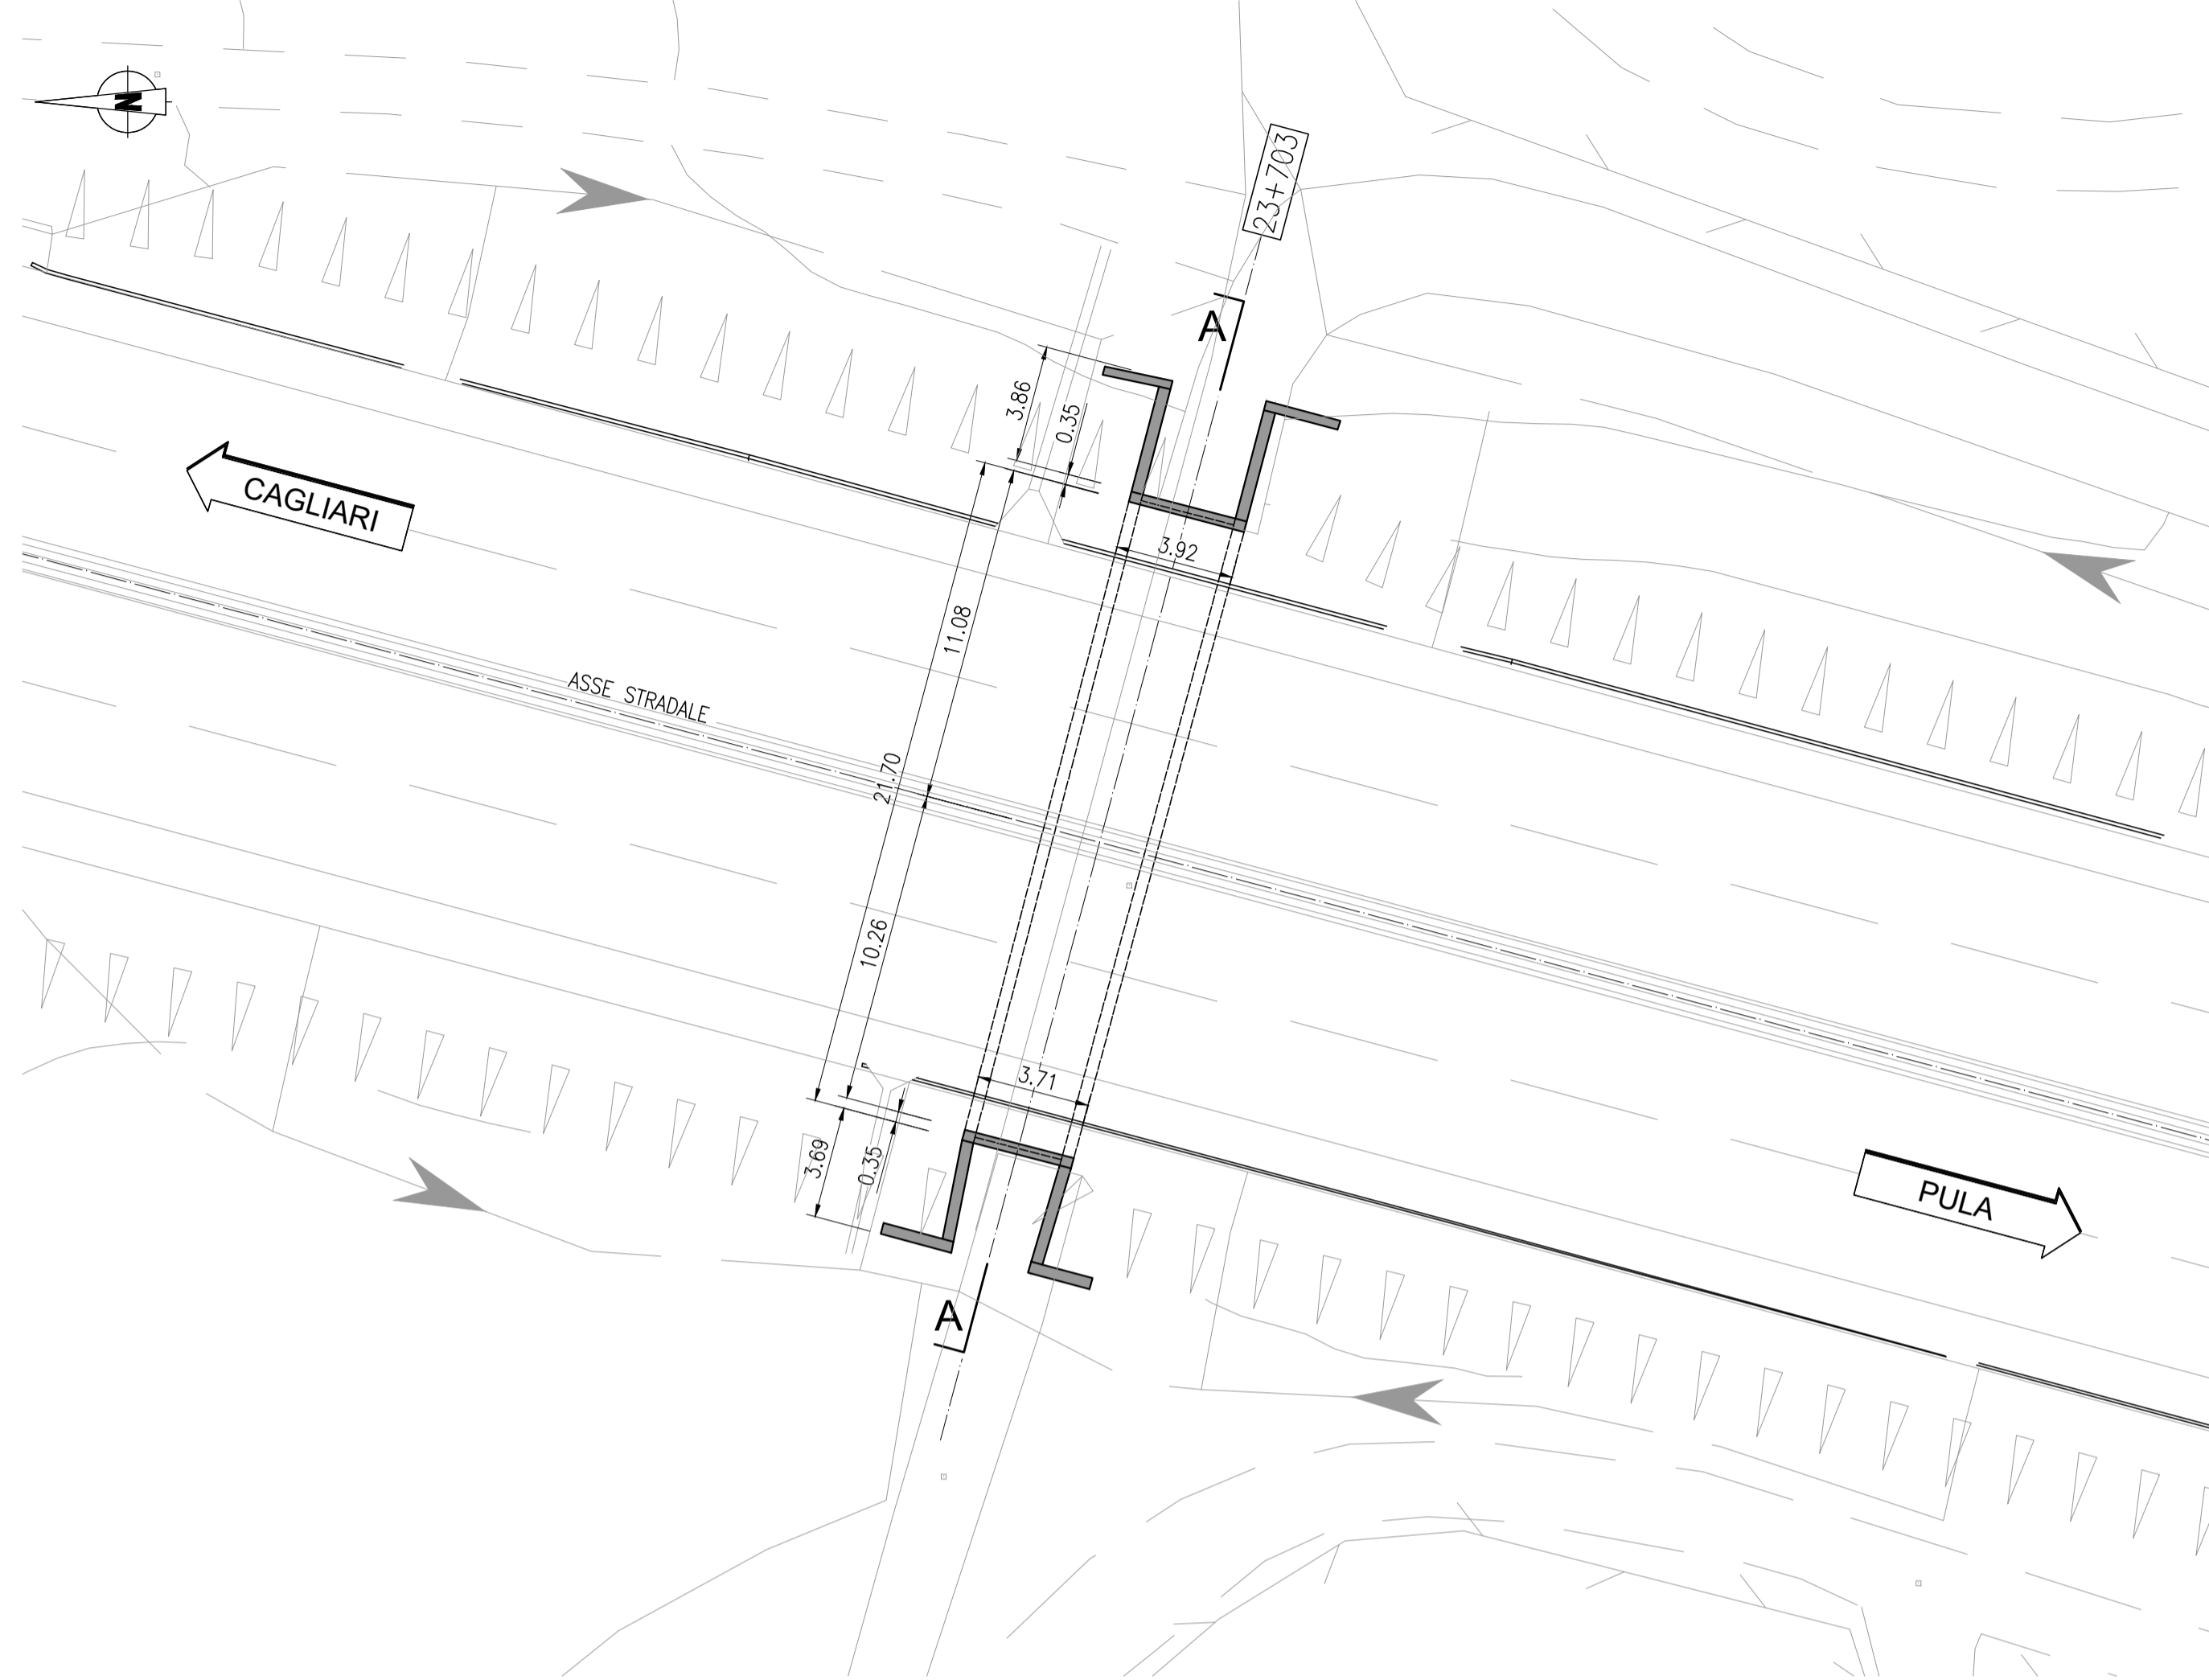 N
23+703
A
3.86
0.35
CAGLIARI
3.92
11.08
ASSE STRADALE
21.70
10.26
3.71
3.69
0.35
PULA
A